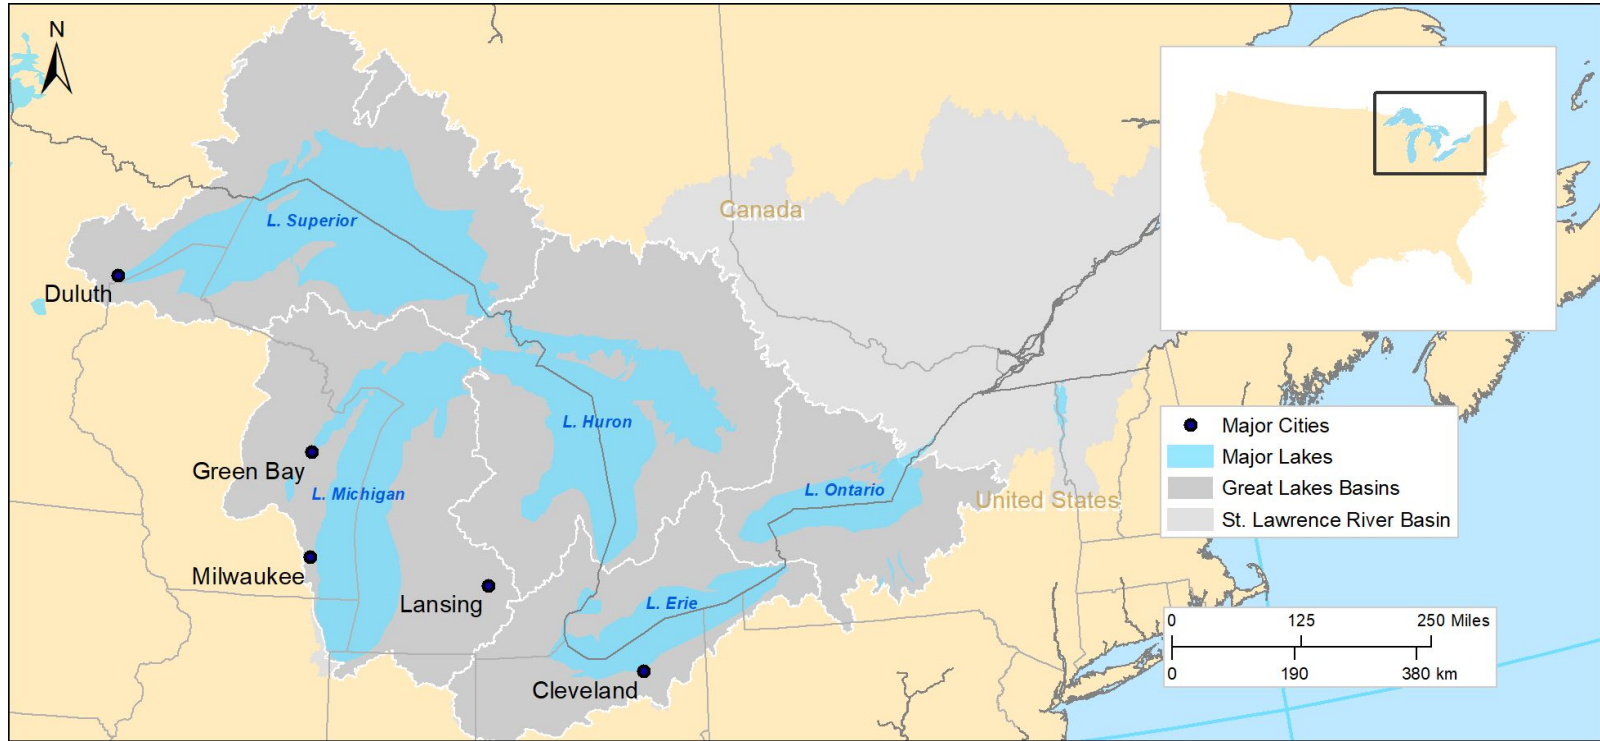 N
Canada
L. Superior
Duluth
L. Huron
Major Cities
Green Bay
Major Lakes
L. Michigan
L. Ontario
Great Lakes Basins
United States
St. Lawrence River Basin
Milwaukee
Lansing
L. Erie
0 125 250 Miles
0 190 380 km
Cleveland